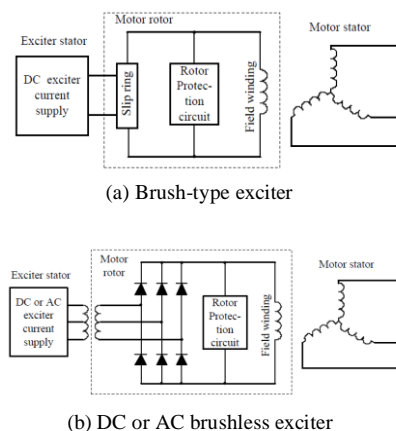 Motor rotor
Exciter stator
Motor stator
DC exciter
current
supply
Slip ring
Rotor
Protec-
tion
circuit
Field winding
(a) Brush-type exciter
Motor
rotor
Exciter stator
Motor stator
DC or AC
exciter
current
supply
Rotor
Protec-
tion
circuit
Field winding
(b) DC or AC brushless exciter